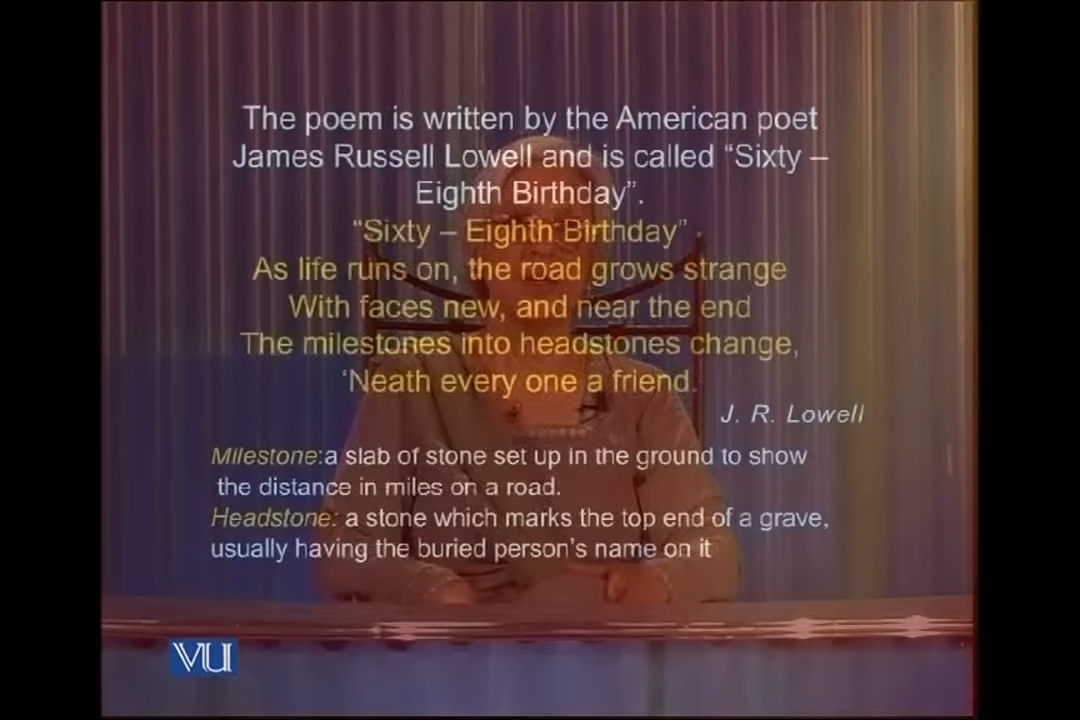 The poem is written by the American poet
James Russell Lowell and is called “Sixty –
Eighth Birthday”.
“Sixty – Eighth Birthday”
As life runs on, the road grows strange
With faces new, and near the end
The milestones into headstones change,
‘Neath every one a friend.
J. R. Lowell
Milestone:a slab of stone set up in the ground to show
the distance in miles on a road.
Headstone: a stone which marks the top end of a grave,
usually having the buried person’s name on it
VU